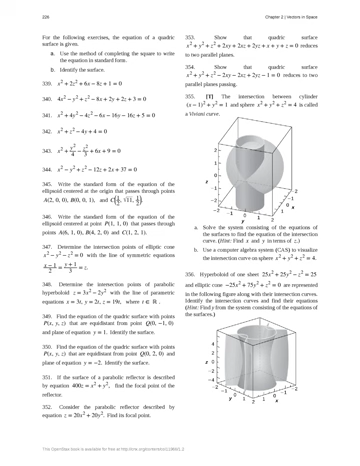 226
Chapter 2 | Vectors in Space
For the following exercises, the equation of a quadric
surface is given.
a. Use the method of completing the square to write
the equation in standard form.
b. Identify the surface.
339. x² + 2z² + 6x − 8z + 1 = 0
340. 4x² − y² + z² − 8x + 2y + 2z + 3 = 0
341. x² + 4y² − 4z² − 6x − 16y − 16z + 5 = 0
342. x² + z² − 4y + 4 = 0
343. x² + y²/4 − z²/3 + 6x + 9 = 0
344. x² − y² + z² − 12z + 2x + 37 = 0
345. Write the standard form of the equation of the
ellipsoid centered at the origin that passes through points
A(2, 0, 0), B(0, 0, 1), and C(1/2, √11, 1/2).
346. Write the standard form of the equation of the
ellipsoid centered at point P(1, 1, 0) that passes through
points A(6, 1, 0), B(4, 2, 0) and C(1, 2, 1).
347. Determine the intersection points of elliptic cone
x² − y² − z² = 0 with the line of symmetric equations
(x − 1)/2 = (y + 1)/3 = z.
348. Determine the intersection points of parabolic
hyperboloid z = 3x² − 2y² with the line of parametric
equations x = 3t, y = 2t, z = 19t, where t ∈ ℝ.
349. Find the equation of the quadric surface with points
P(x, y, z) that are equidistant from point Q(0, −1, 0)
and plane of equation y = 1. Identify the surface.
350. Find the equation of the quadric surface with points
P(x, y, z) that are equidistant from point Q(0, 2, 0) and
plane of equation y = −2. Identify the surface.
351. If the surface of a parabolic reflector is described
by equation 400z = x² + y², find the focal point of the
reflector.
352. Consider the parabolic reflector described by
equation z = 20x² + 20y². Find its focal point.
353. Show that quadric surface
x² + y² + z² + 2xy + 2xz + 2yz + x + y + z = 0 reduces
to two parallel planes.
354. Show that quadric surface
x² + y² + z² − 2xy − 2xz + 2yz − 1 = 0 reduces to two
parallel planes passing.
355. [T] The intersection between cylinder
(x − 1)² + y² = 1 and sphere x² + y² + z² = 4 is called
a Viviani curve.
a. Solve the system consisting of the equations of
the surfaces to find the equation of the intersection
curve. (Hint: Find x and y in terms of z.)
b. Use a computer algebra system (CAS) to visualize
the intersection curve on sphere x² + y² + z² = 4.
356. Hyperboloid of one sheet 25x² + 25y² − z² = 25
and elliptic cone −25x² + 75y² + z² = 0 are represented
in the following figure along with their intersection curves.
Identify the intersection curves and find their equations
(Hint: Find y from the system consisting of the equations of
the surfaces.)
This OpenStax book is available for free at http://cnx.org/content/col11966/1.2